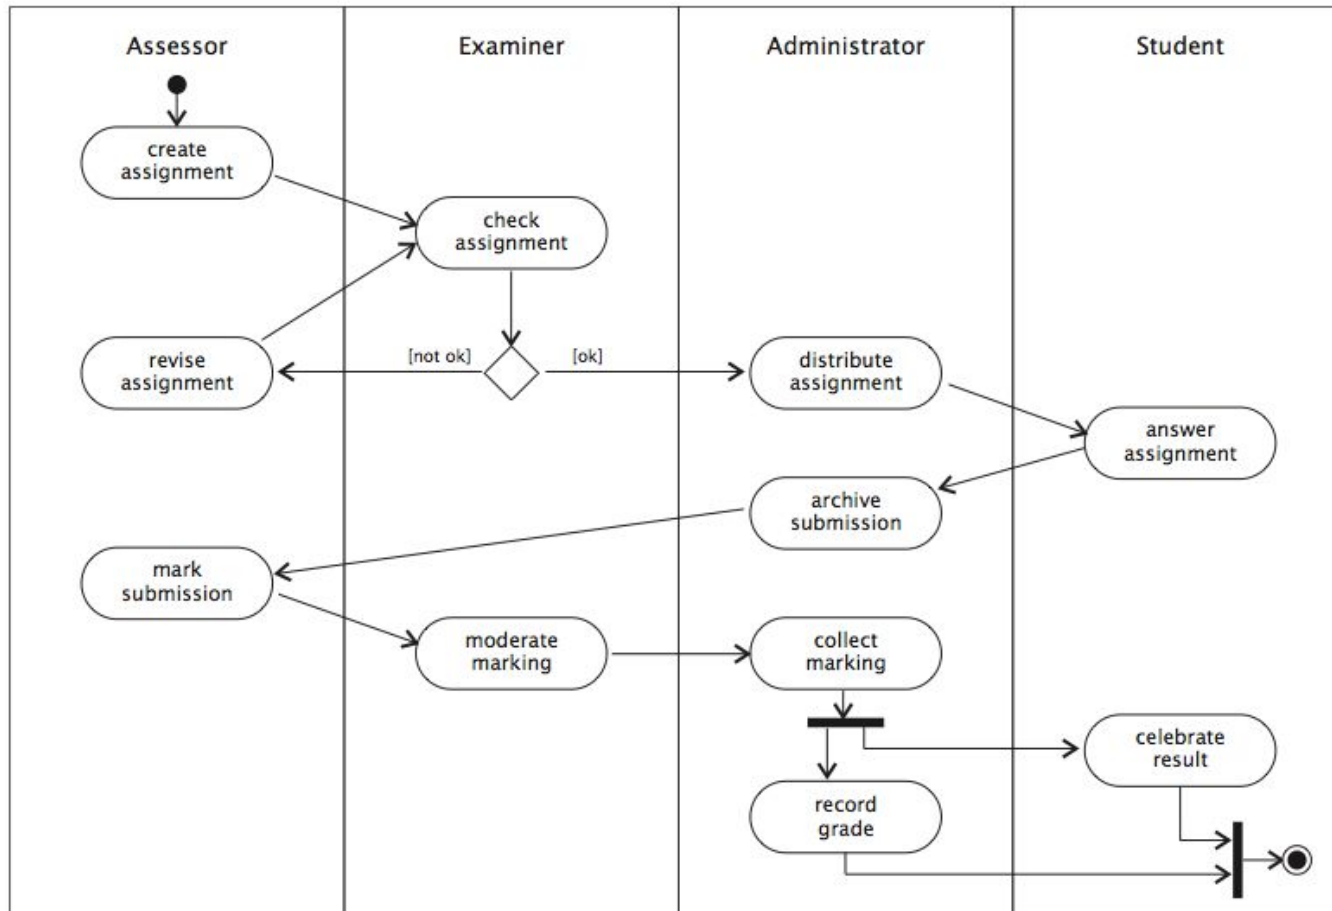 Assessor
Examiner
Administrator
Student
create
assignment
check
assignment
revise
assignment
[not ok]
[ok]
distribute
assignment
answer
assignment
archive
submission
mark
submission
moderate
marking
collect
marking
celebrate
result
record
grade